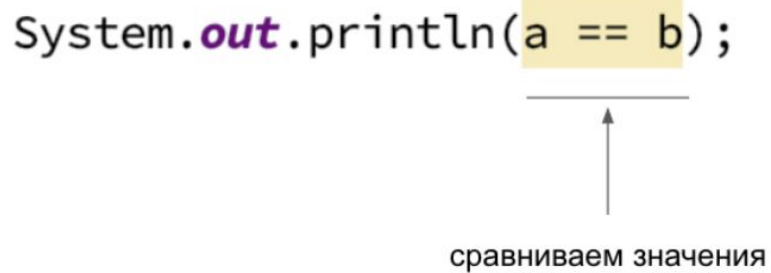 System.out.println(a == b);
сравниваем значения